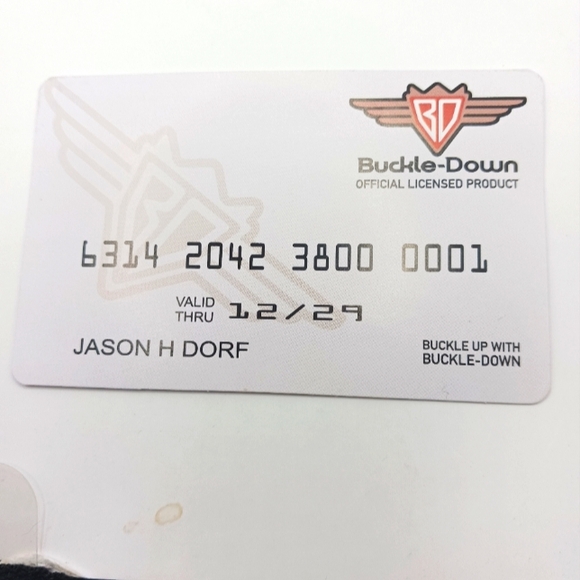 BD
Buckle-Down
OFFICIAL LICENSED PRODUCT
6314 2042 3800 0001
VALID
THRU 12/29
JASON H DORF
BUCKLE UP WITH
BUCKLE-DOWN